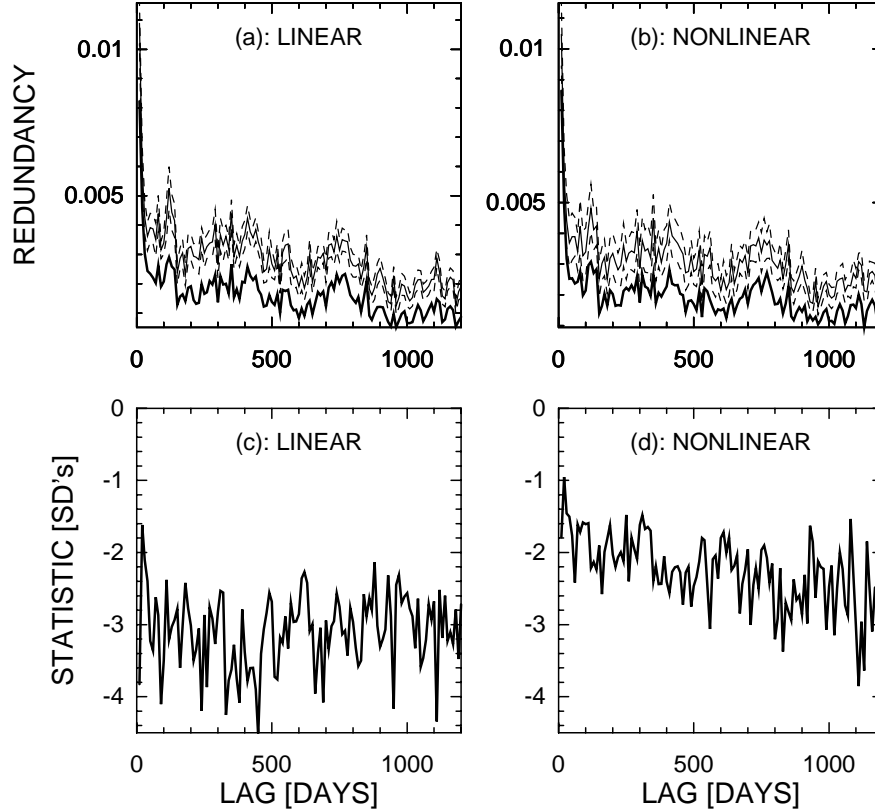 (a): LINEAR
(b): NONLINEAR
REDUNDANCY
0.01
0.005
0 500 1000
0.01
0.005
0 500 1000
(c): LINEAR
(d): NONLINEAR
STATISTIC [SD's]
0
-1
-2
-3
-4
0 500 1000
LAG [DAYS]
0
-1
-2
-3
-4
0 500 1000
LAG [DAYS]